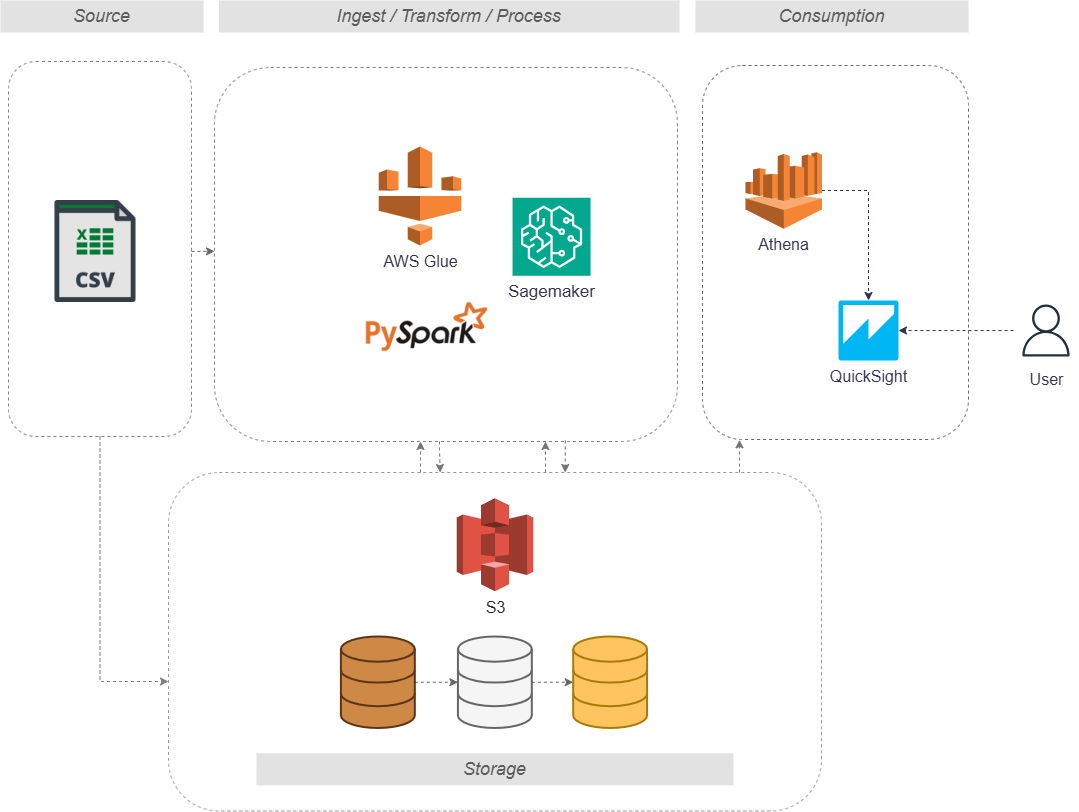 Source
Ingest / Transform / Process
Consumption
X
CSV
AWS Glue
Sagemaker
PySpark
Athena
QuickSight
User
S3
Storage